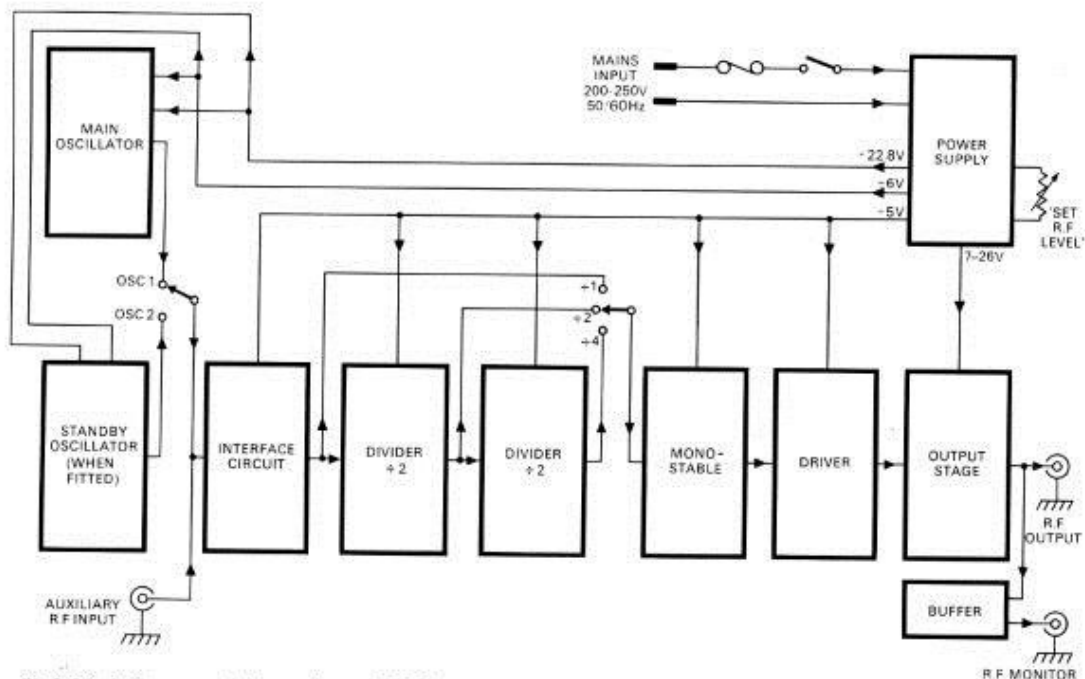 MAIN
OSCILLATOR
MAINS
INPUT
200-250V
50/60Hz
POWER
SUPPLY
-22.8V
-6V
-5V
7-26V
'SET
R.F
LEVEL'
OSC 1
OSC 2
÷1
÷2
÷4
STANDBY
OSCILLATOR
(WHEN
FITTED)
INTERFACE
CIRCUIT
DIVIDER
÷2
DIVIDER
÷2
MONO-
STABLE
DRIVER
OUTPUT
STAGE
R.F
OUTPUT
AUXILIARY
R.F INPUT
BUFFER
R.F MONITOR